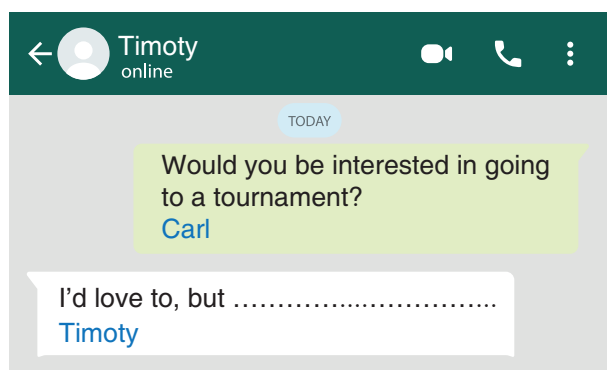 Timoty
online
TODAY
Would you be interested in going
to a tournament?
Carl
I’d love to, but …………...……………...
Timoty